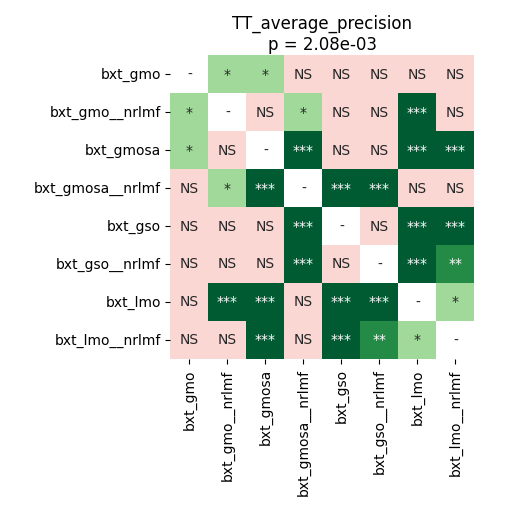 TT_average_precision
p = 2.08e-03
bxt_gmo - * * NS NS NS NS NS
bxt_gmo__nrlmf * - NS * NS NS *** NS
bxt_gmosa * NS - *** NS NS *** ***
bxt_gmosa__nrlmf NS * *** - *** *** NS NS
bxt_gso NS NS NS *** - NS *** ***
bxt_gso__nrlmf NS NS NS *** NS - *** **
bxt_lmo NS *** *** NS *** *** - *
bxt_lmo__nrlmf NS NS *** NS *** ** * -
bxt_gmo
bxt_gmo__nrlmf
bxt_gmosa
bxt_gmosa__nrlmf
bxt_gso
bxt_gso__nrlmf
bxt_lmo
bxt_lmo__nrlmf